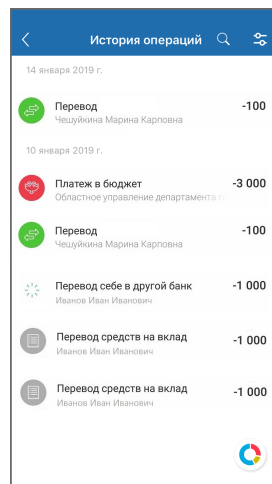 История операций
14 января 2019 г.
Перевод -100
Чешуйкина Марина Карповна
10 января 2019 г.
Платеж в бюджет -3 000
Областное управление департамента
Перевод -100
Чешуйкина Марина Карповна
Перевод себе в другой банк -1 000
Иванов Иван Иванович
Перевод средств на вклад -1 000
Иванов Иван Иванович
Перевод средств на вклад -1 000
Иванов Иван Иванович